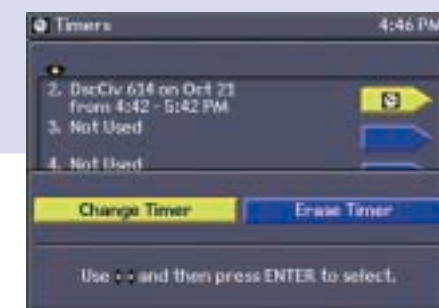 Timers 4:46 PM
2. DscCiv 614 on Oct 21
from 4:42 - 5:42 PM
3. Not Used
4. Not Used
Change Timer Erase Timer
Use and then press ENTER to select.